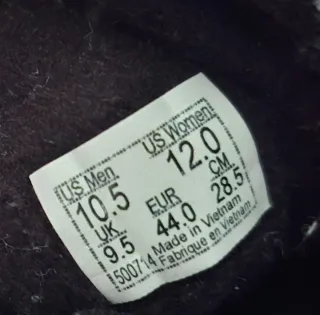 US Men US Women
10.5 12.0
UK EUR CM
9.5 44.0 28.5
500714 Made in Vietnam
Fabrique en Vietnam